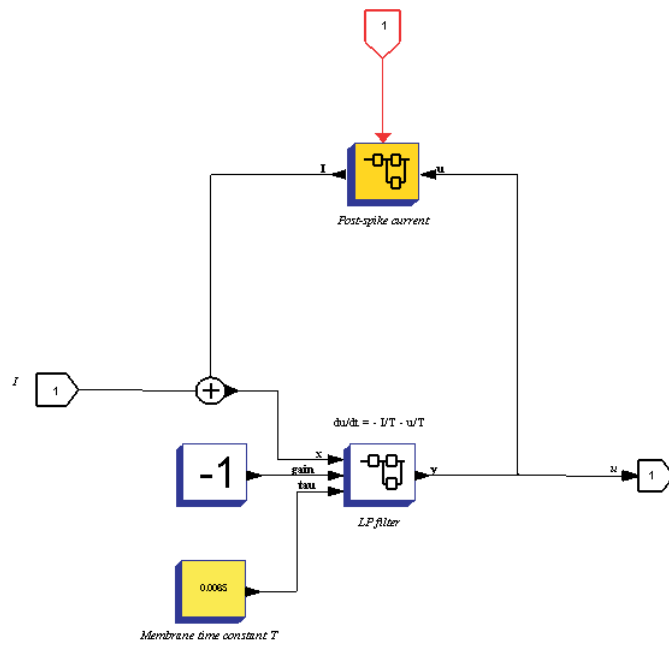 1
I
u
Post-spike current
I
1
du/dt = - I/T - u/T
x
-1
gain
y
u
1
tau
LP filter
0.0065
Membrane time constant T